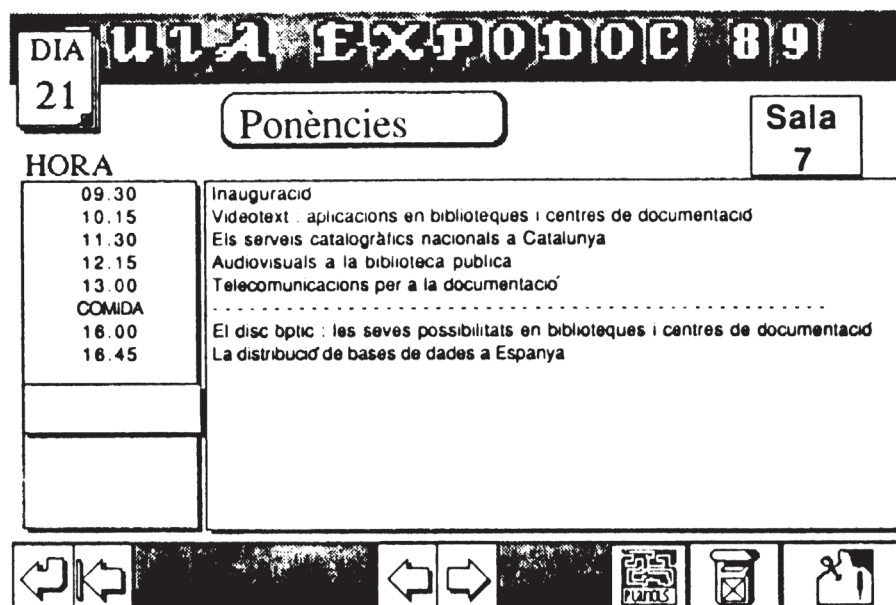 AULA EXPODOC 89
DIA
21
Ponències
Sala
7
HORA
09.30 Inauguració
10.15 Videotext : aplicacions en biblioteques i centres de documentació
11.30 Els serveis catalogràfics nacionals a Catalunya
12.15 Audiovisuals a la biblioteca publica
13.00 Telecomunicacions per a la documentació
COMIDA
16.00 El disc òptic : les seves possibilitats en biblioteques i centres de documentació
16.45 La distribució de bases de dades a Espanya
PLANOLS